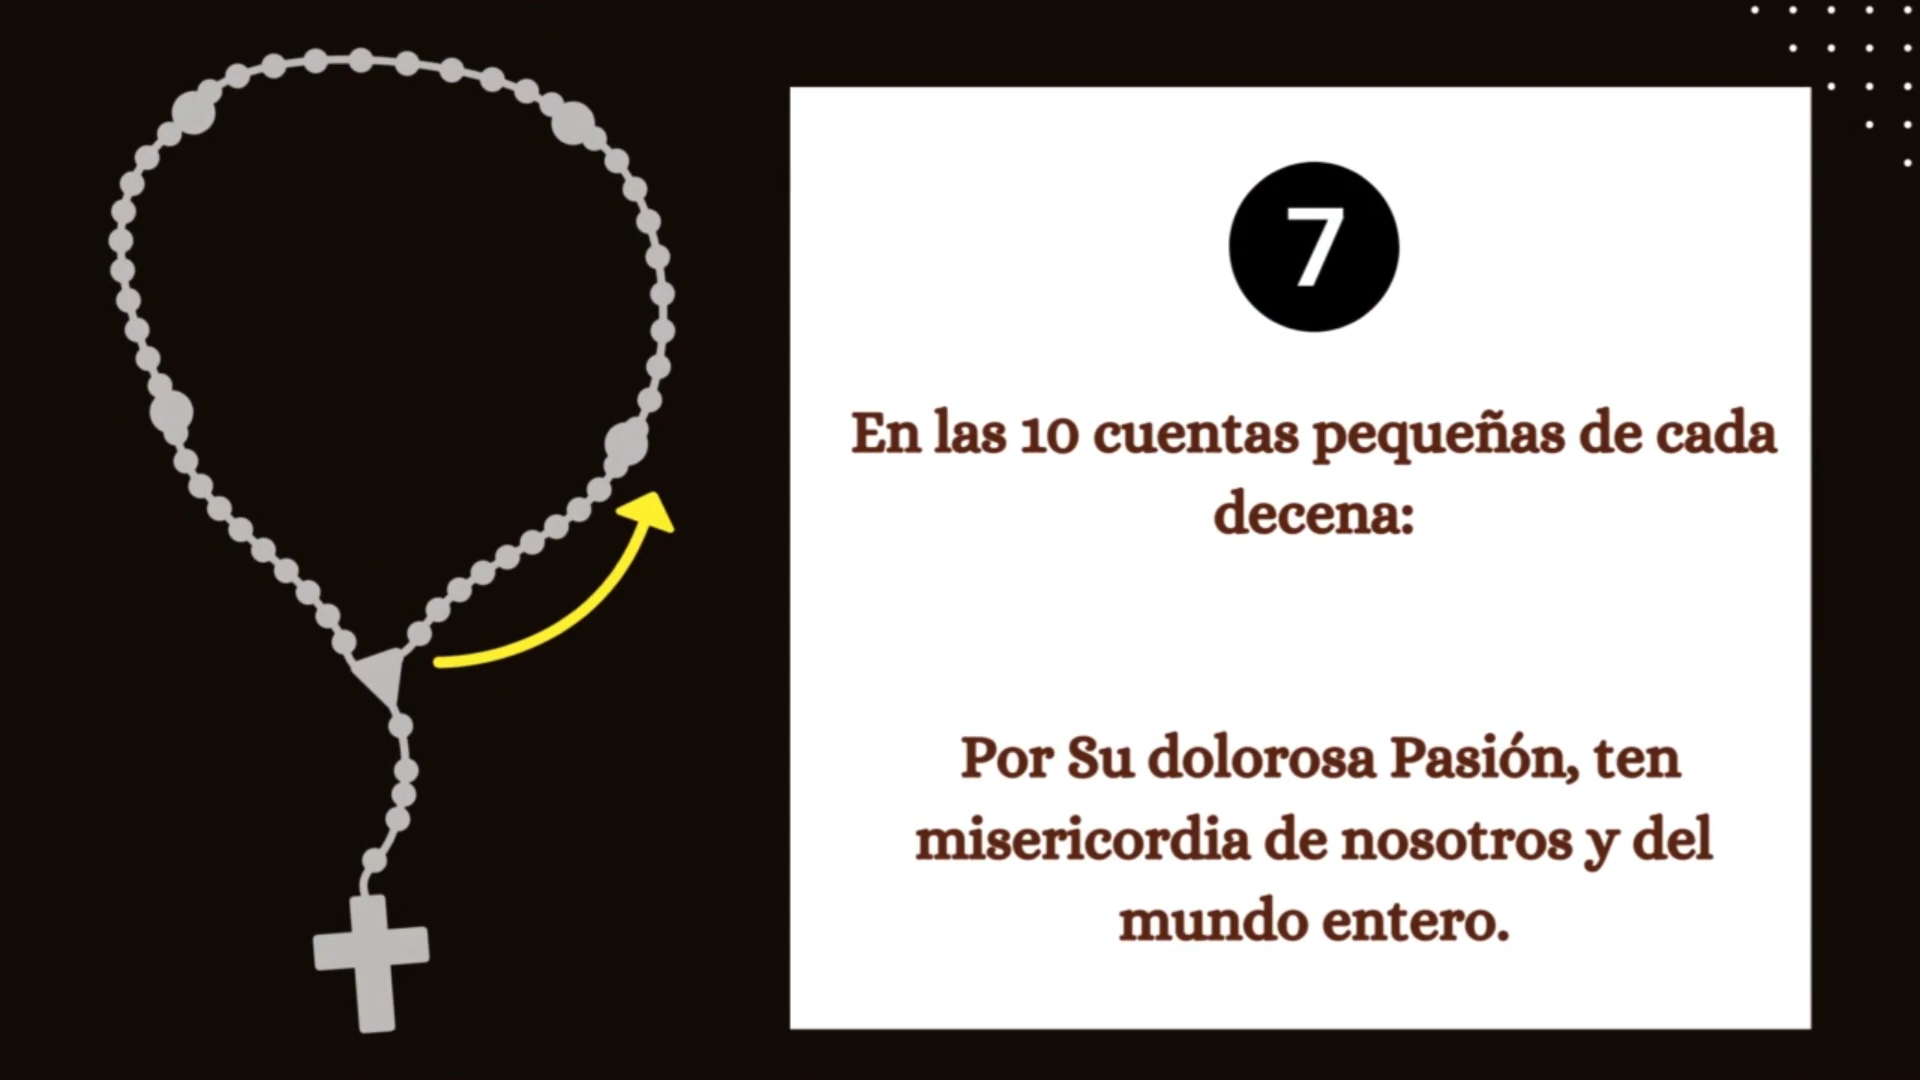 7
En las 10 cuentas pequeñas de cada
decena:
Por Su dolorosa Pasión, ten
misericordia de nosotros y del
mundo entero.